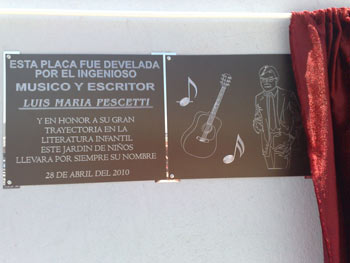 ESTA PLACA FUE DEVELADA
POR EL INGENIOSO
MUSICO Y ESCRITOR
LUIS MARIA PESCETTI
Y EN HONOR A SU GRAN
TRAYECTORIA EN LA
LITERATURA INFANTIL
ESTE JARDIN DE NIÑOS
LLEVARA POR SIEMPRE SU NOMBRE
28 DE ABRIL DEL 2010